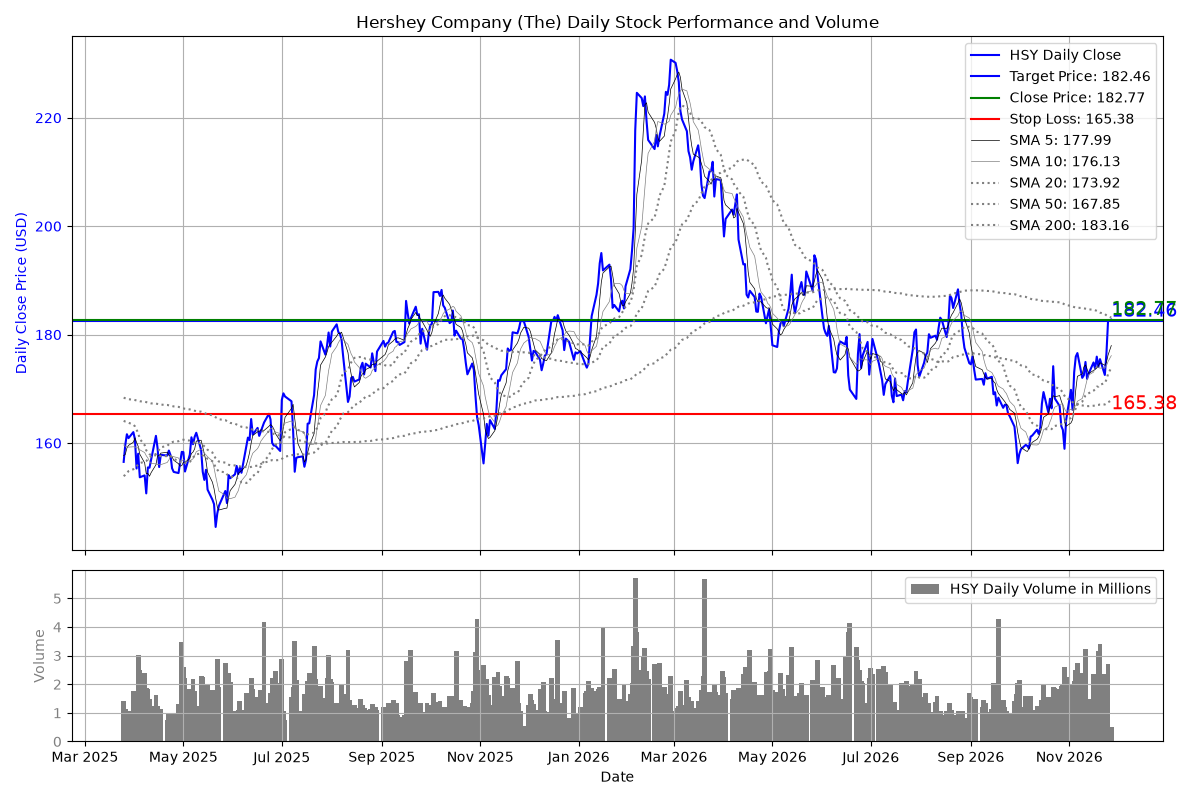 Hershey Company (The) Daily Stock Performance and Volume
HSY Daily Close
Target Price: 182.46
Close Price: 182.77
Stop Loss: 165.38
SMA 5: 177.99
SMA 10: 176.13
SMA 20: 173.92
SMA 50: 167.85
SMA 200: 183.16
Daily Close Price (USD)
220
200
180
160
182.77
182.46
165.38
HSY Daily Volume in Millions
Volume
5
4
3
2
1
0
Mar 2025
May 2025
Jul 2025
Sep 2025
Nov 2025
Jan 2026
Mar 2026
May 2026
Jul 2026
Sep 2026
Nov 2026
Date